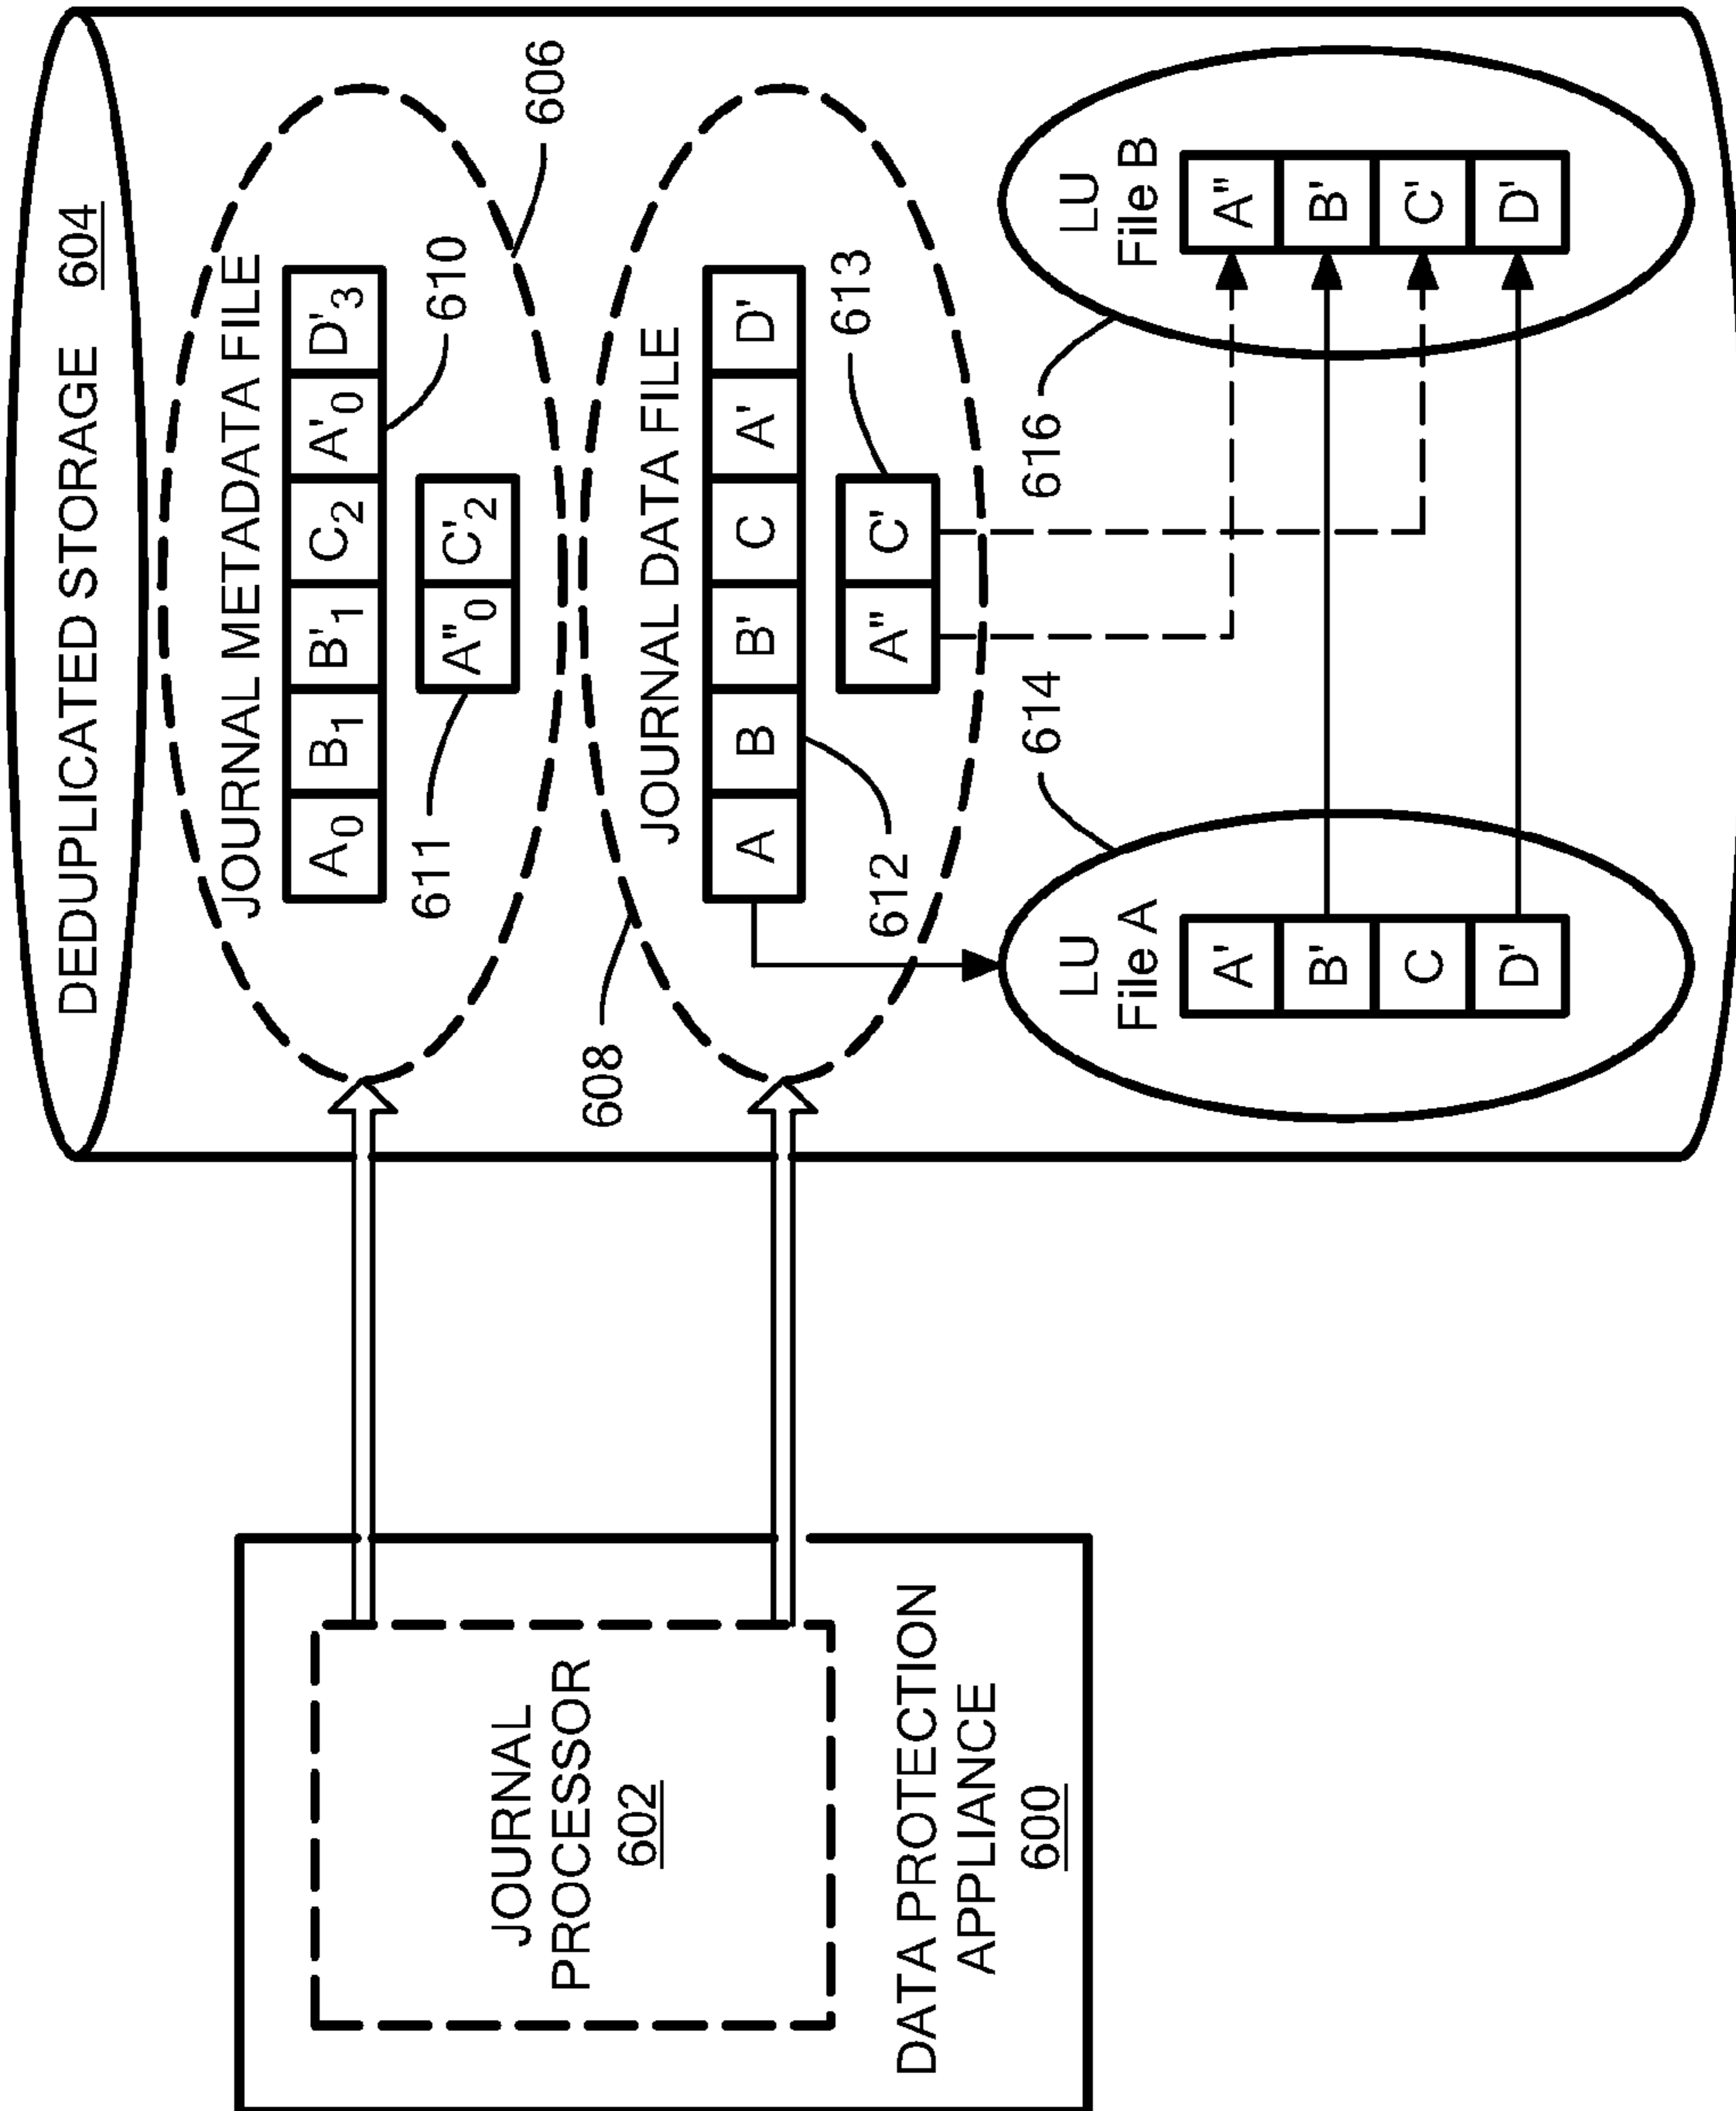 DEDUPLICATED STORAGE 604
JOURNAL METADATA FILE
606
A0 B1 B'1 C2 A'0 D'3
611
A"0 C'2
610
JOURNAL DATA FILE
608
A B B' C A' D'
612
A" C'
613
614
616
LU
File A
A'
B'
C
D'
LU
File B
A"
B'
C'
D'
JOURNAL
PROCESSOR
602
DATA PROTECTION
APPLIANCE
600